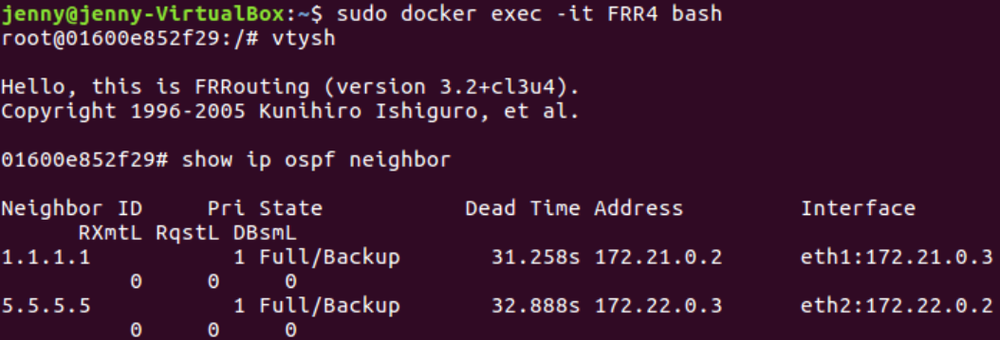 jenny@jenny-VirtualBox:~$ sudo docker exec -it FRR4 bash
root@01600e852f29:/# vtysh
Hello, this is FRRouting (version 3.2+cl3u4).
Copyright 1996-2005 Kunihiro Ishiguro, et al.
01600e852f29# show ip ospf neighbor
Neighbor ID     Pri State           Dead Time Address         Interface
RXmtL RqstL DBsmL
1.1.1.1           1 Full/Backup       31.258s 172.21.0.2      eth1:172.21.0.3
0     0     0
5.5.5.5           1 Full/Backup       32.888s 172.22.0.3      eth2:172.22.0.2
0     0     0